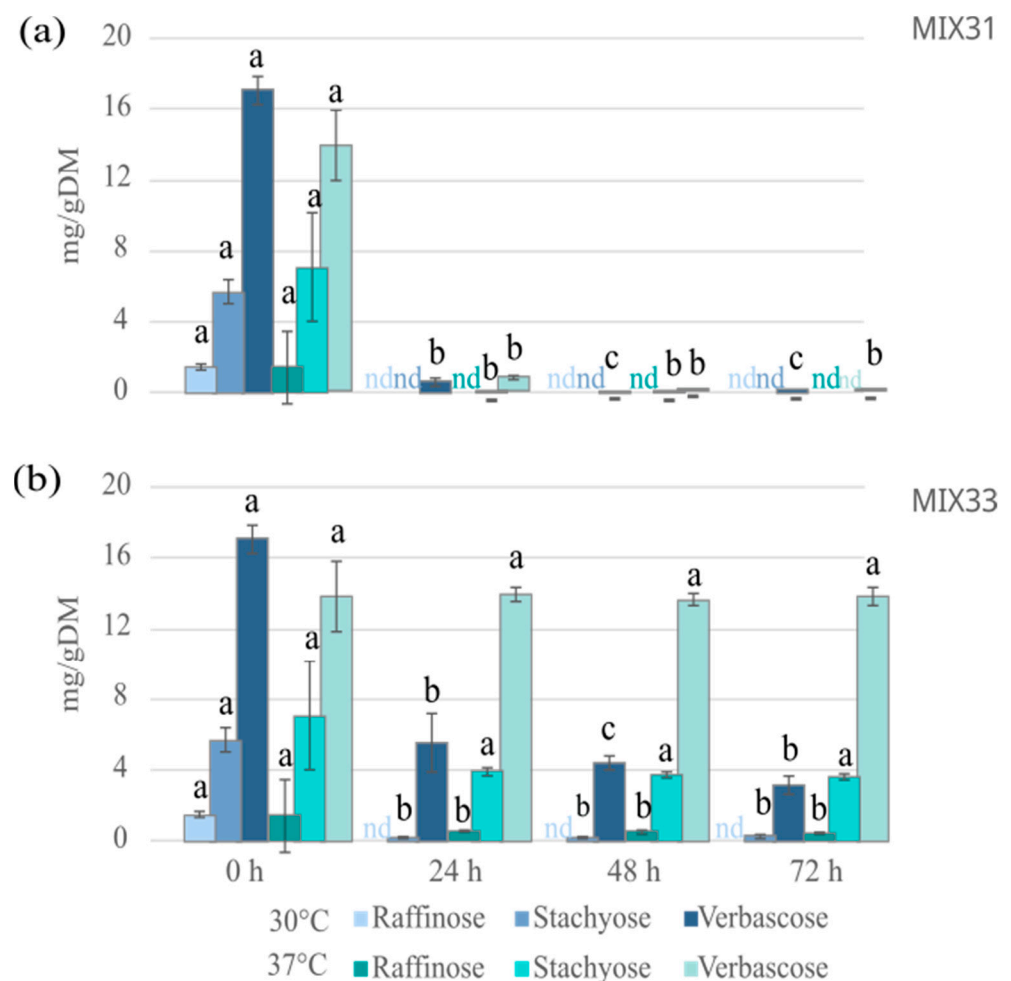 (a)
MIX31
20
16
12
8
4
0
mg/gDM
a a a a a a
nd nd b nd b b
nd nd c nd b b
nd nd c nd nd b
(b)
MIX33
20
16
12
8
4
0
mg/gDM
a a a a a a
nd b b b a a
nd b c b a a
nd b b b a a
0 h 24 h 48 h 72 h
30°C Raffinose Stachyose Verbascose
37°C Raffinose Stachyose Verbascose